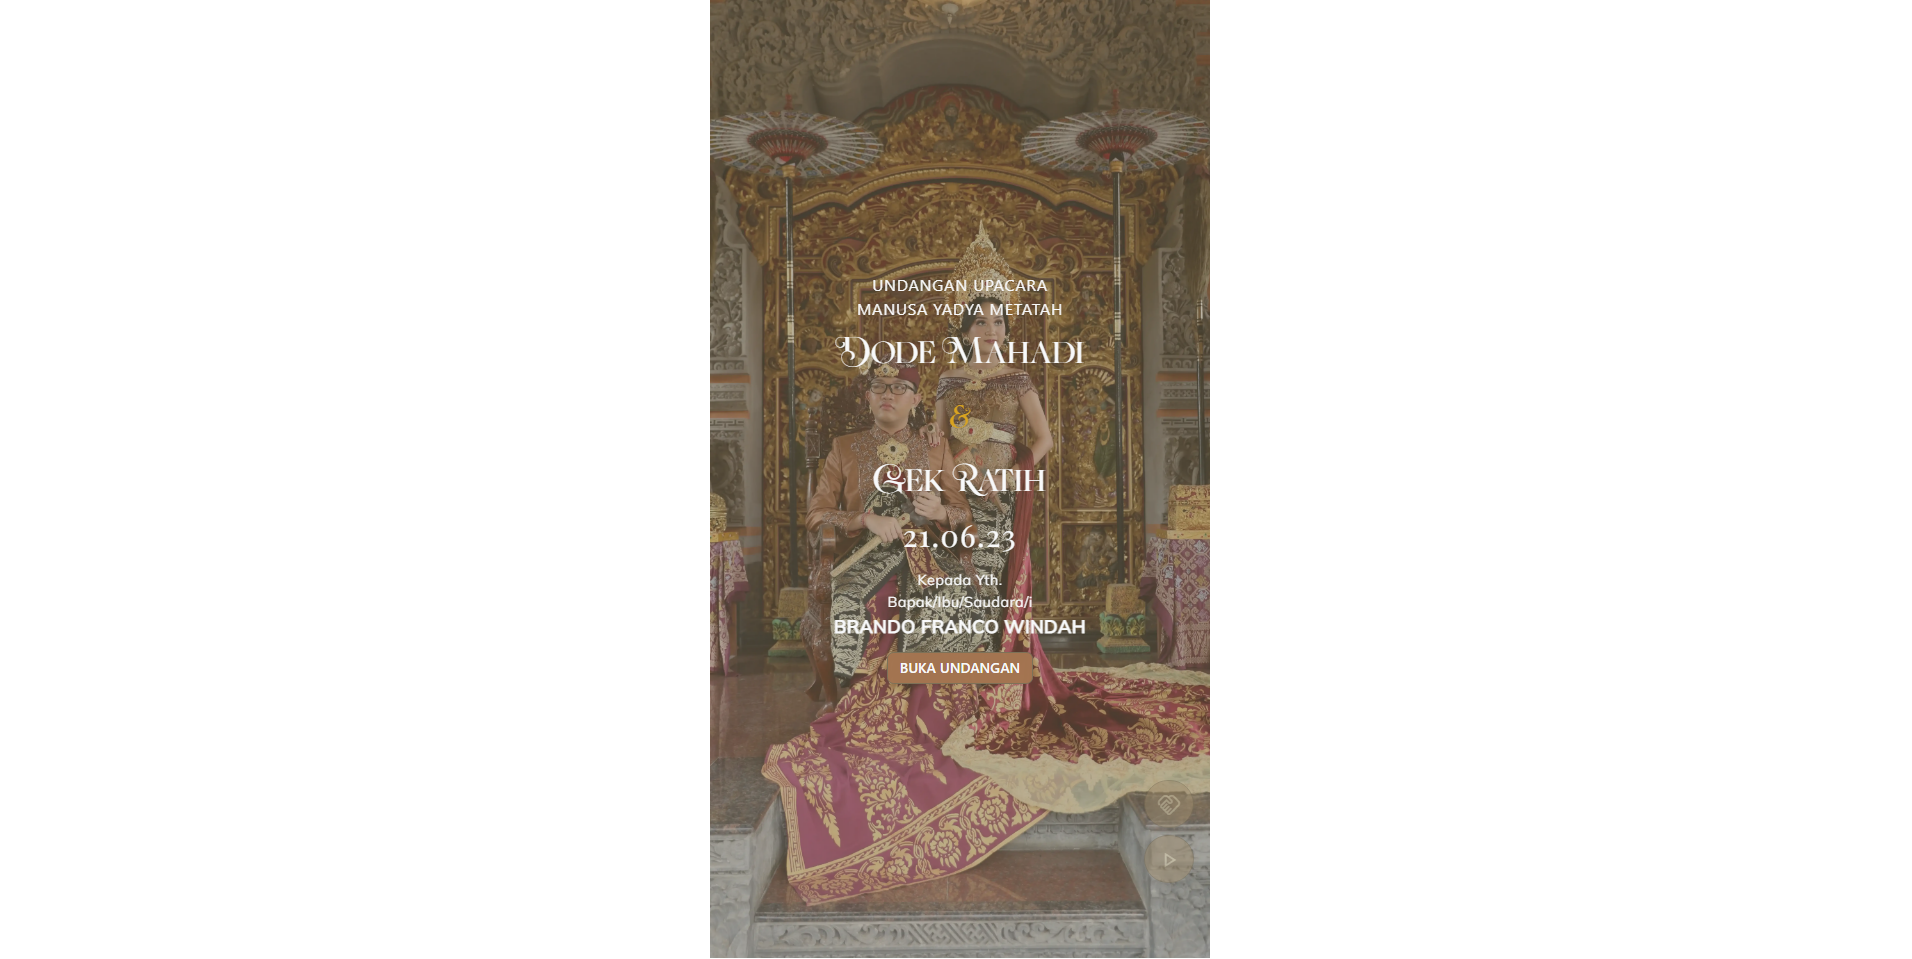 UNDANGAN UPACARA
MANUSA YADYA METATAH
DODE MAHADI
&
GEK RATIH
21.06.23
Kepada Yth.
Bapak/Ibu/Saudara/i
BRANDO FRANCO WINDAH
BUKA UNDANGAN